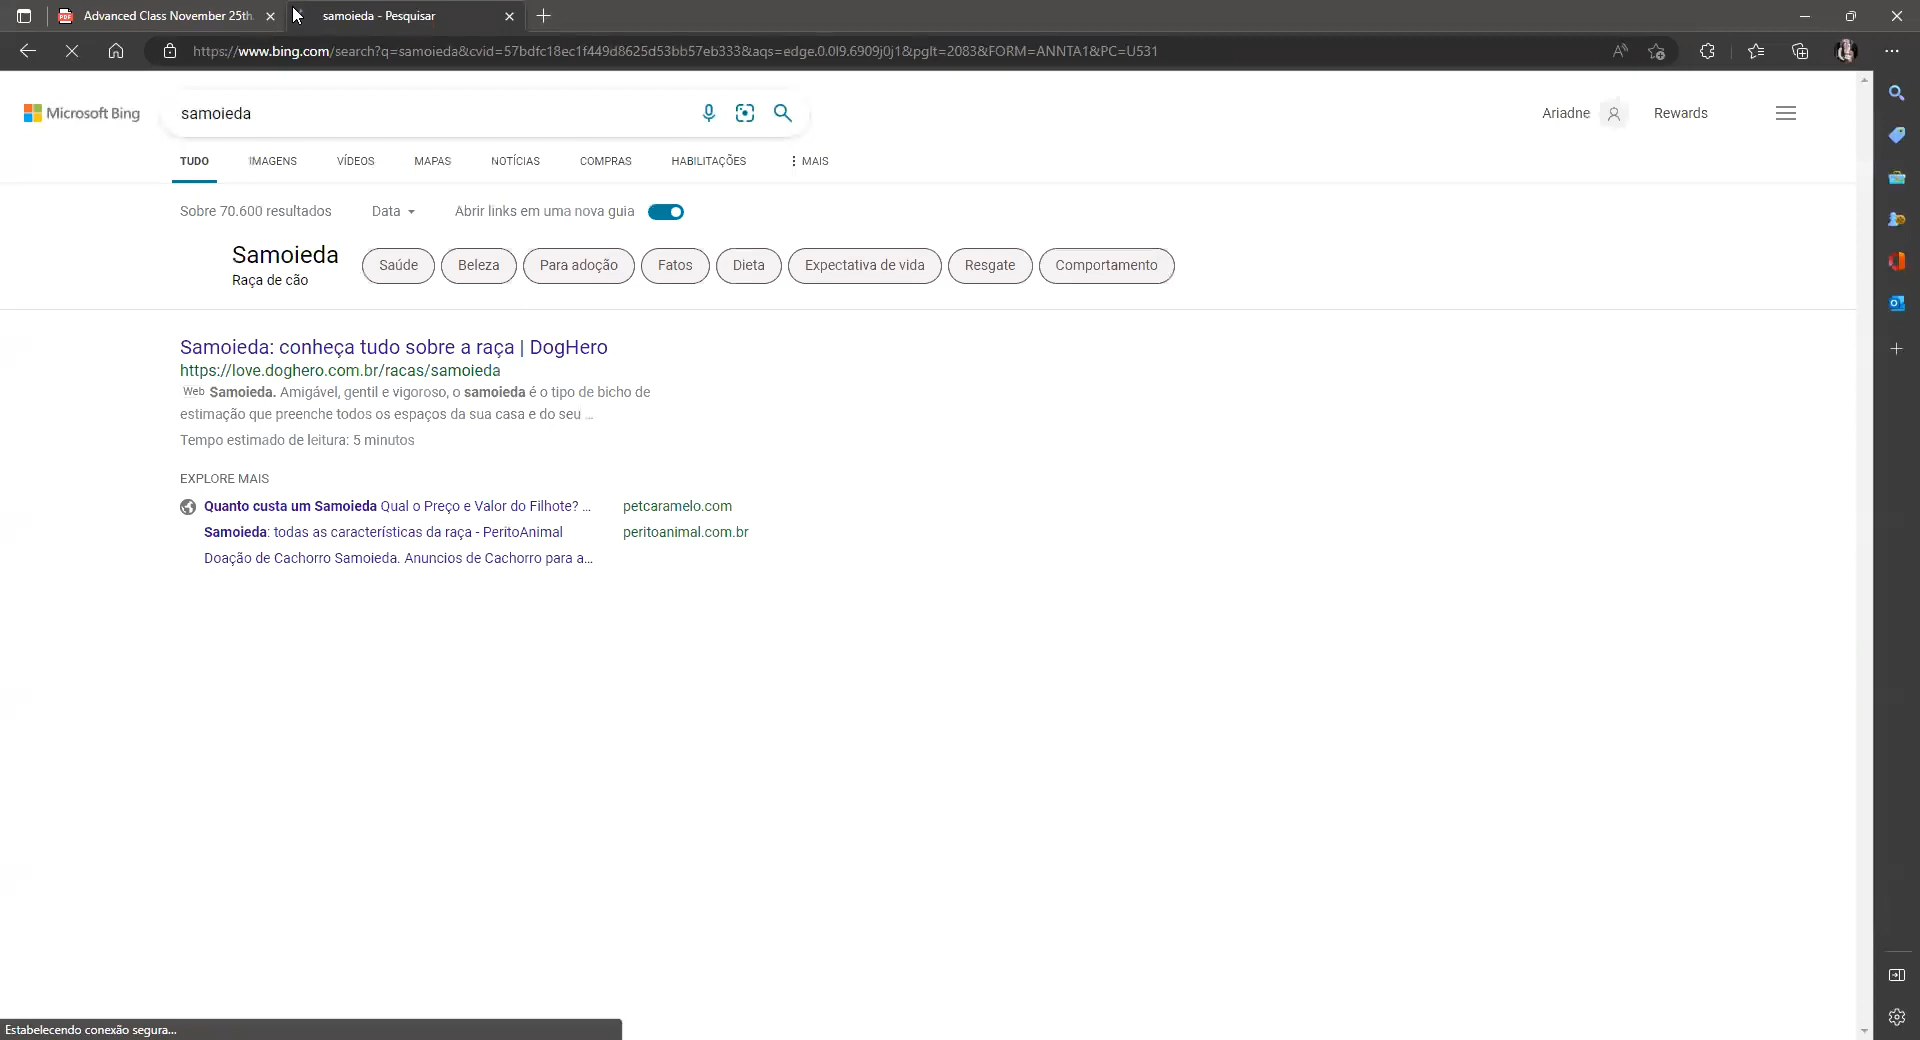 Advanced Class November 25th.
samoieda - Pesquisar
https://www.bing.com/search?q=samoieda&cvid=57bdfc18ec1f449d8625d53bb57eb333&aqs=edge.0.0l9.6909j0j1&pglt=2083&FORM=ANNTA1&PC=U531
Microsoft Bing
samoieda
Ariadne
Rewards
TUDO IMAGENS VÍDEOS MAPAS NOTÍCIAS COMPRAS HABILITAÇÕES MAIS
Sobre 70.600 resultados Data Abrir links em uma nova guia
Samoieda
Raça de cão
Saúde Beleza Para adoção Fatos Dieta Expectativa de vida Resgate Comportamento
Samoieda: conheça tudo sobre a raça | DogHero
https://love.doghero.com.br/racas/samoieda
Web Samoieda. Amigável, gentil e vigoroso, o samoieda é o tipo de bicho de
estimação que preenche todos os espaços da sua casa e do seu ...
Tempo estimado de leitura: 5 minutos
EXPLORE MAIS
Quanto custa um Samoieda Qual o Preço e Valor do Filhote? ... petcaramelo.com
Samoieda: todas as características da raça - PeritoAnimal peritoanimal.com.br
Doação de Cachorro Samoieda. Anuncios de Cachorro para a...
Estabelecendo conexão segura...